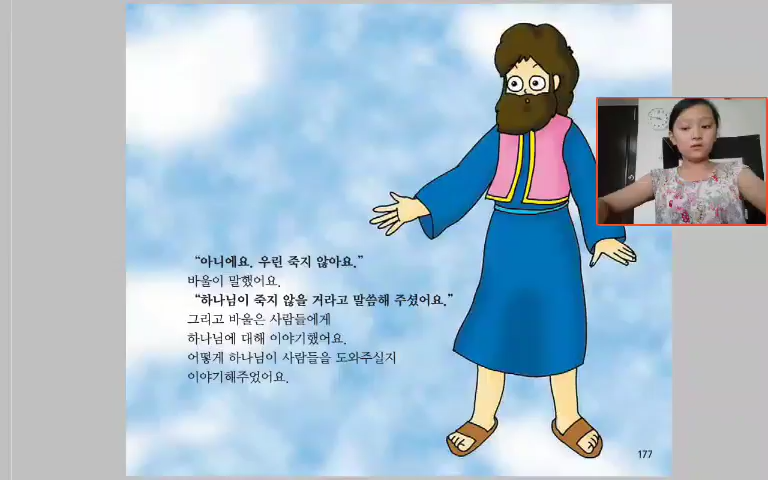 “아니에요. 우린 죽지 않아요.”
바울이 말했어요.
“하나님이 죽지 않을 거라고 말씀해 주셨어요.”
그리고 바울은 사람들에게
하나님에 대해 이야기했어요.
어떻게 하나님이 사람들을 도와주실지
이야기해주었어요.
177